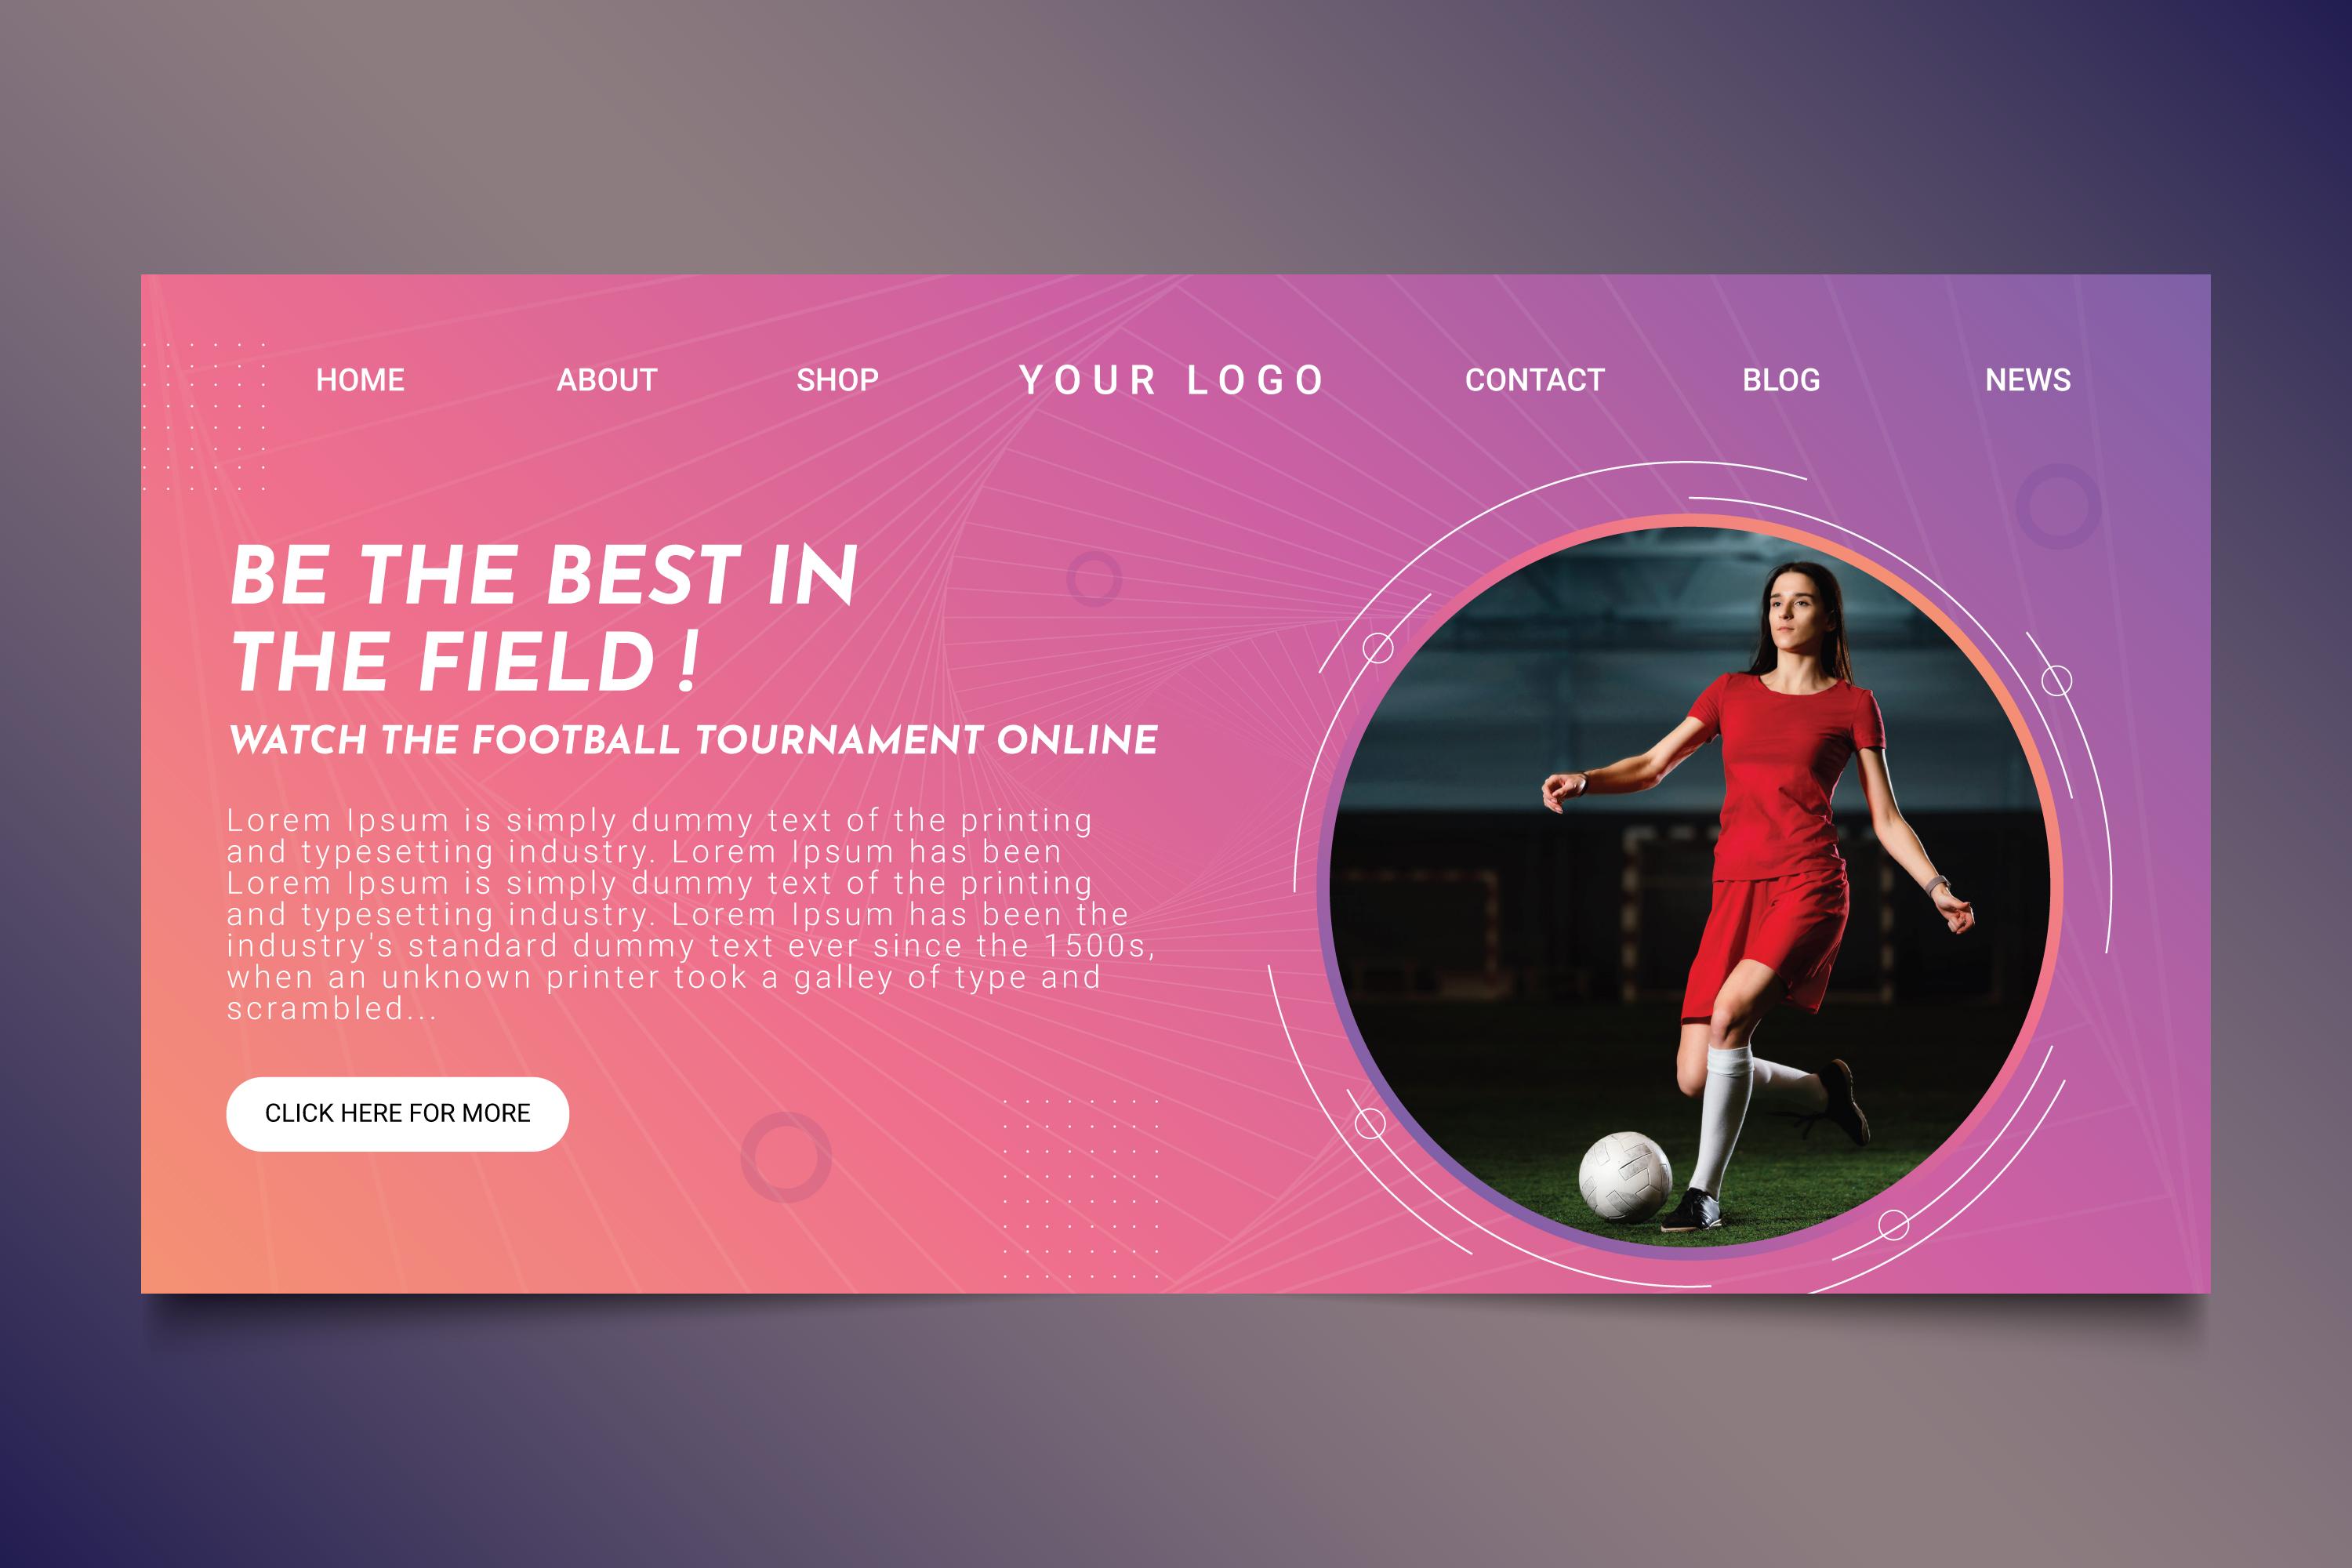 HOME ABOUT SHOP YOUR LOGO CONTACT BLOG NEWS
BE THE BEST IN
THE FIELD !
WATCH THE FOOTBALL TOURNAMENT ONLINE
Lorem Ipsum is simply dummy text of the printing
and typesetting industry. Lorem Ipsum has been
Lorem Ipsum is simply dummy text of the printing
and typesetting industry. Lorem Ipsum has been the
industry's standard dummy text ever since the 1500s,
when an unknown printer took a galley of type and
scrambled...
CLICK HERE FOR MORE